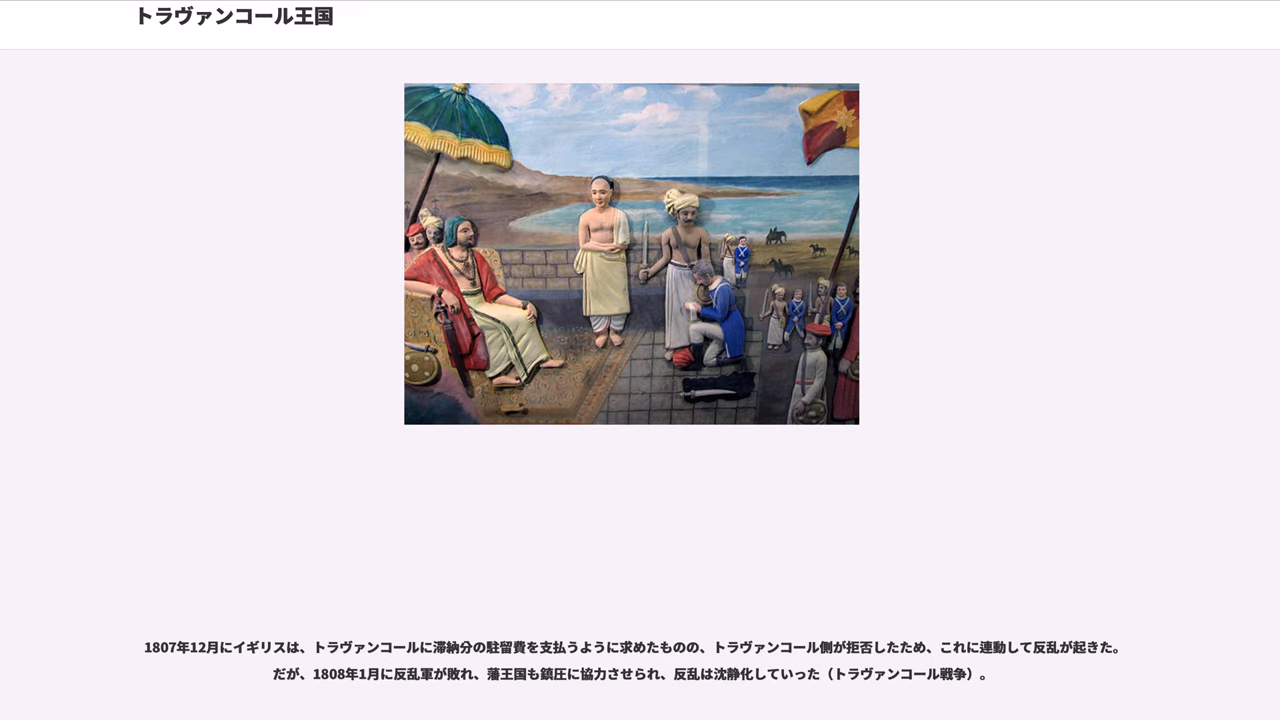 トラヴァンコール王国
1807年12月にイギリスは、トラヴァンコールに滞納分の駐留費を支払うように求めたものの、トラヴァンコール側が拒否したため、これに連動して反乱が起きた。
だが、1808年1月に反乱軍が敗れ、藩王国も鎮圧に協力させられ、反乱は沈静化していった（トラヴァンコール戦争）。